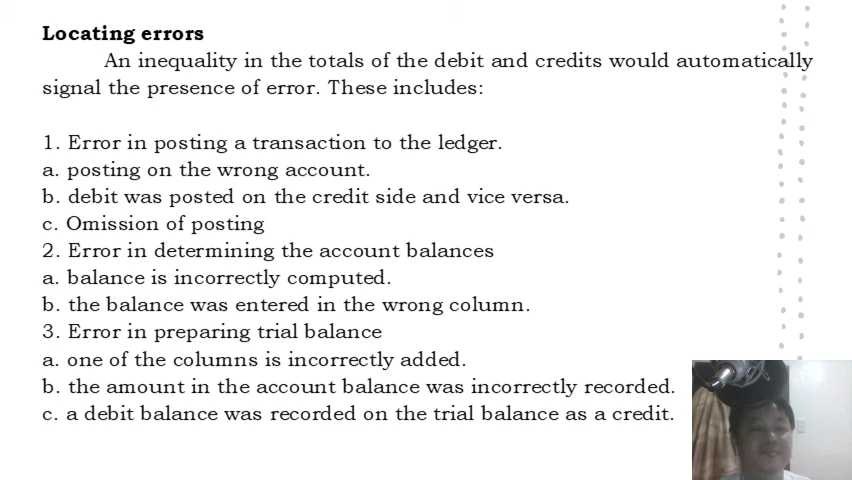 Locating errors
An inequality in the totals of the debit and credits would automatically
signal the presence of error. These includes:
1. Error in posting a transaction to the ledger.
a. posting on the wrong account.
b. debit was posted on the credit side and vice versa.
c. Omission of posting
2. Error in determining the account balances
a. balance is incorrectly computed.
b. the balance was entered in the wrong column.
3. Error in preparing trial balance
a. one of the columns is incorrectly added.
b. the amount in the account balance was incorrectly recorded.
c. a debit balance was recorded on the trial balance as a credit.